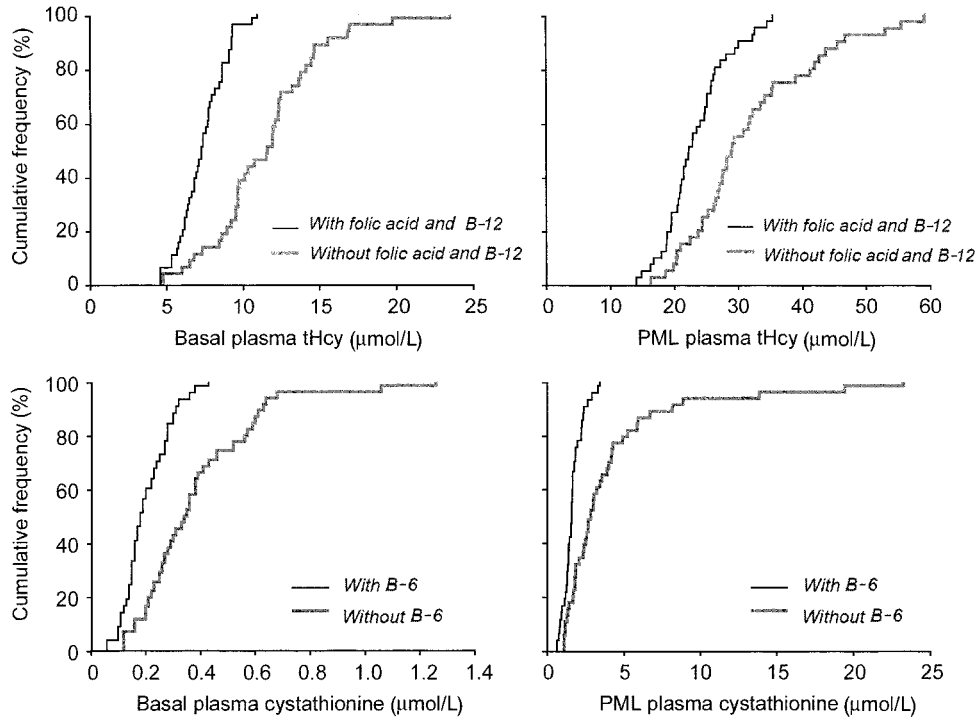 Cumulative frequency (%)
100
80
60
40
20
0
With folic acid and B-12
Without folic acid and B-12
0 5 10 15 20 25
Basal plasma tHcy (μmol/L)
With folic acid and B-12
Without folic acid and B-12
0 10 20 30 40 50 60
PML plasma tHcy (μmol/L)
Cumulative frequency (%)
100
80
60
40
20
0
With B-6
Without B-6
0 0.2 0.4 0.6 0.8 1.0 1.2 1.4
Basal plasma cystathionine (μmol/L)
With B-6
Without B-6
0 5 10 15 20 25
PML plasma cystathionine (μmol/L)